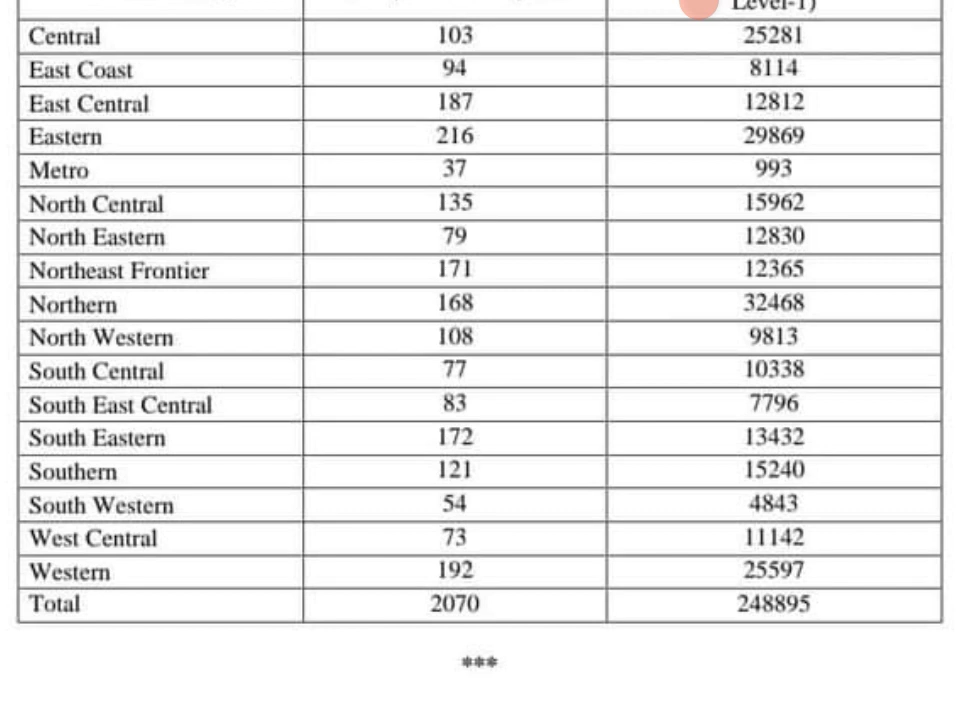 Level-1)
Central 103 25281
East Coast 94 8114
East Central 187 12812
Eastern 216 29869
Metro 37 993
North Central 135 15962
North Eastern 79 12830
Northeast Frontier 171 12365
Northern 168 32468
North Western 108 9813
South Central 77 10338
South East Central 83 7796
South Eastern 172 13432
Southern 121 15240
South Western 54 4843
West Central 73 11142
Western 192 25597
Total 2070 248895
***